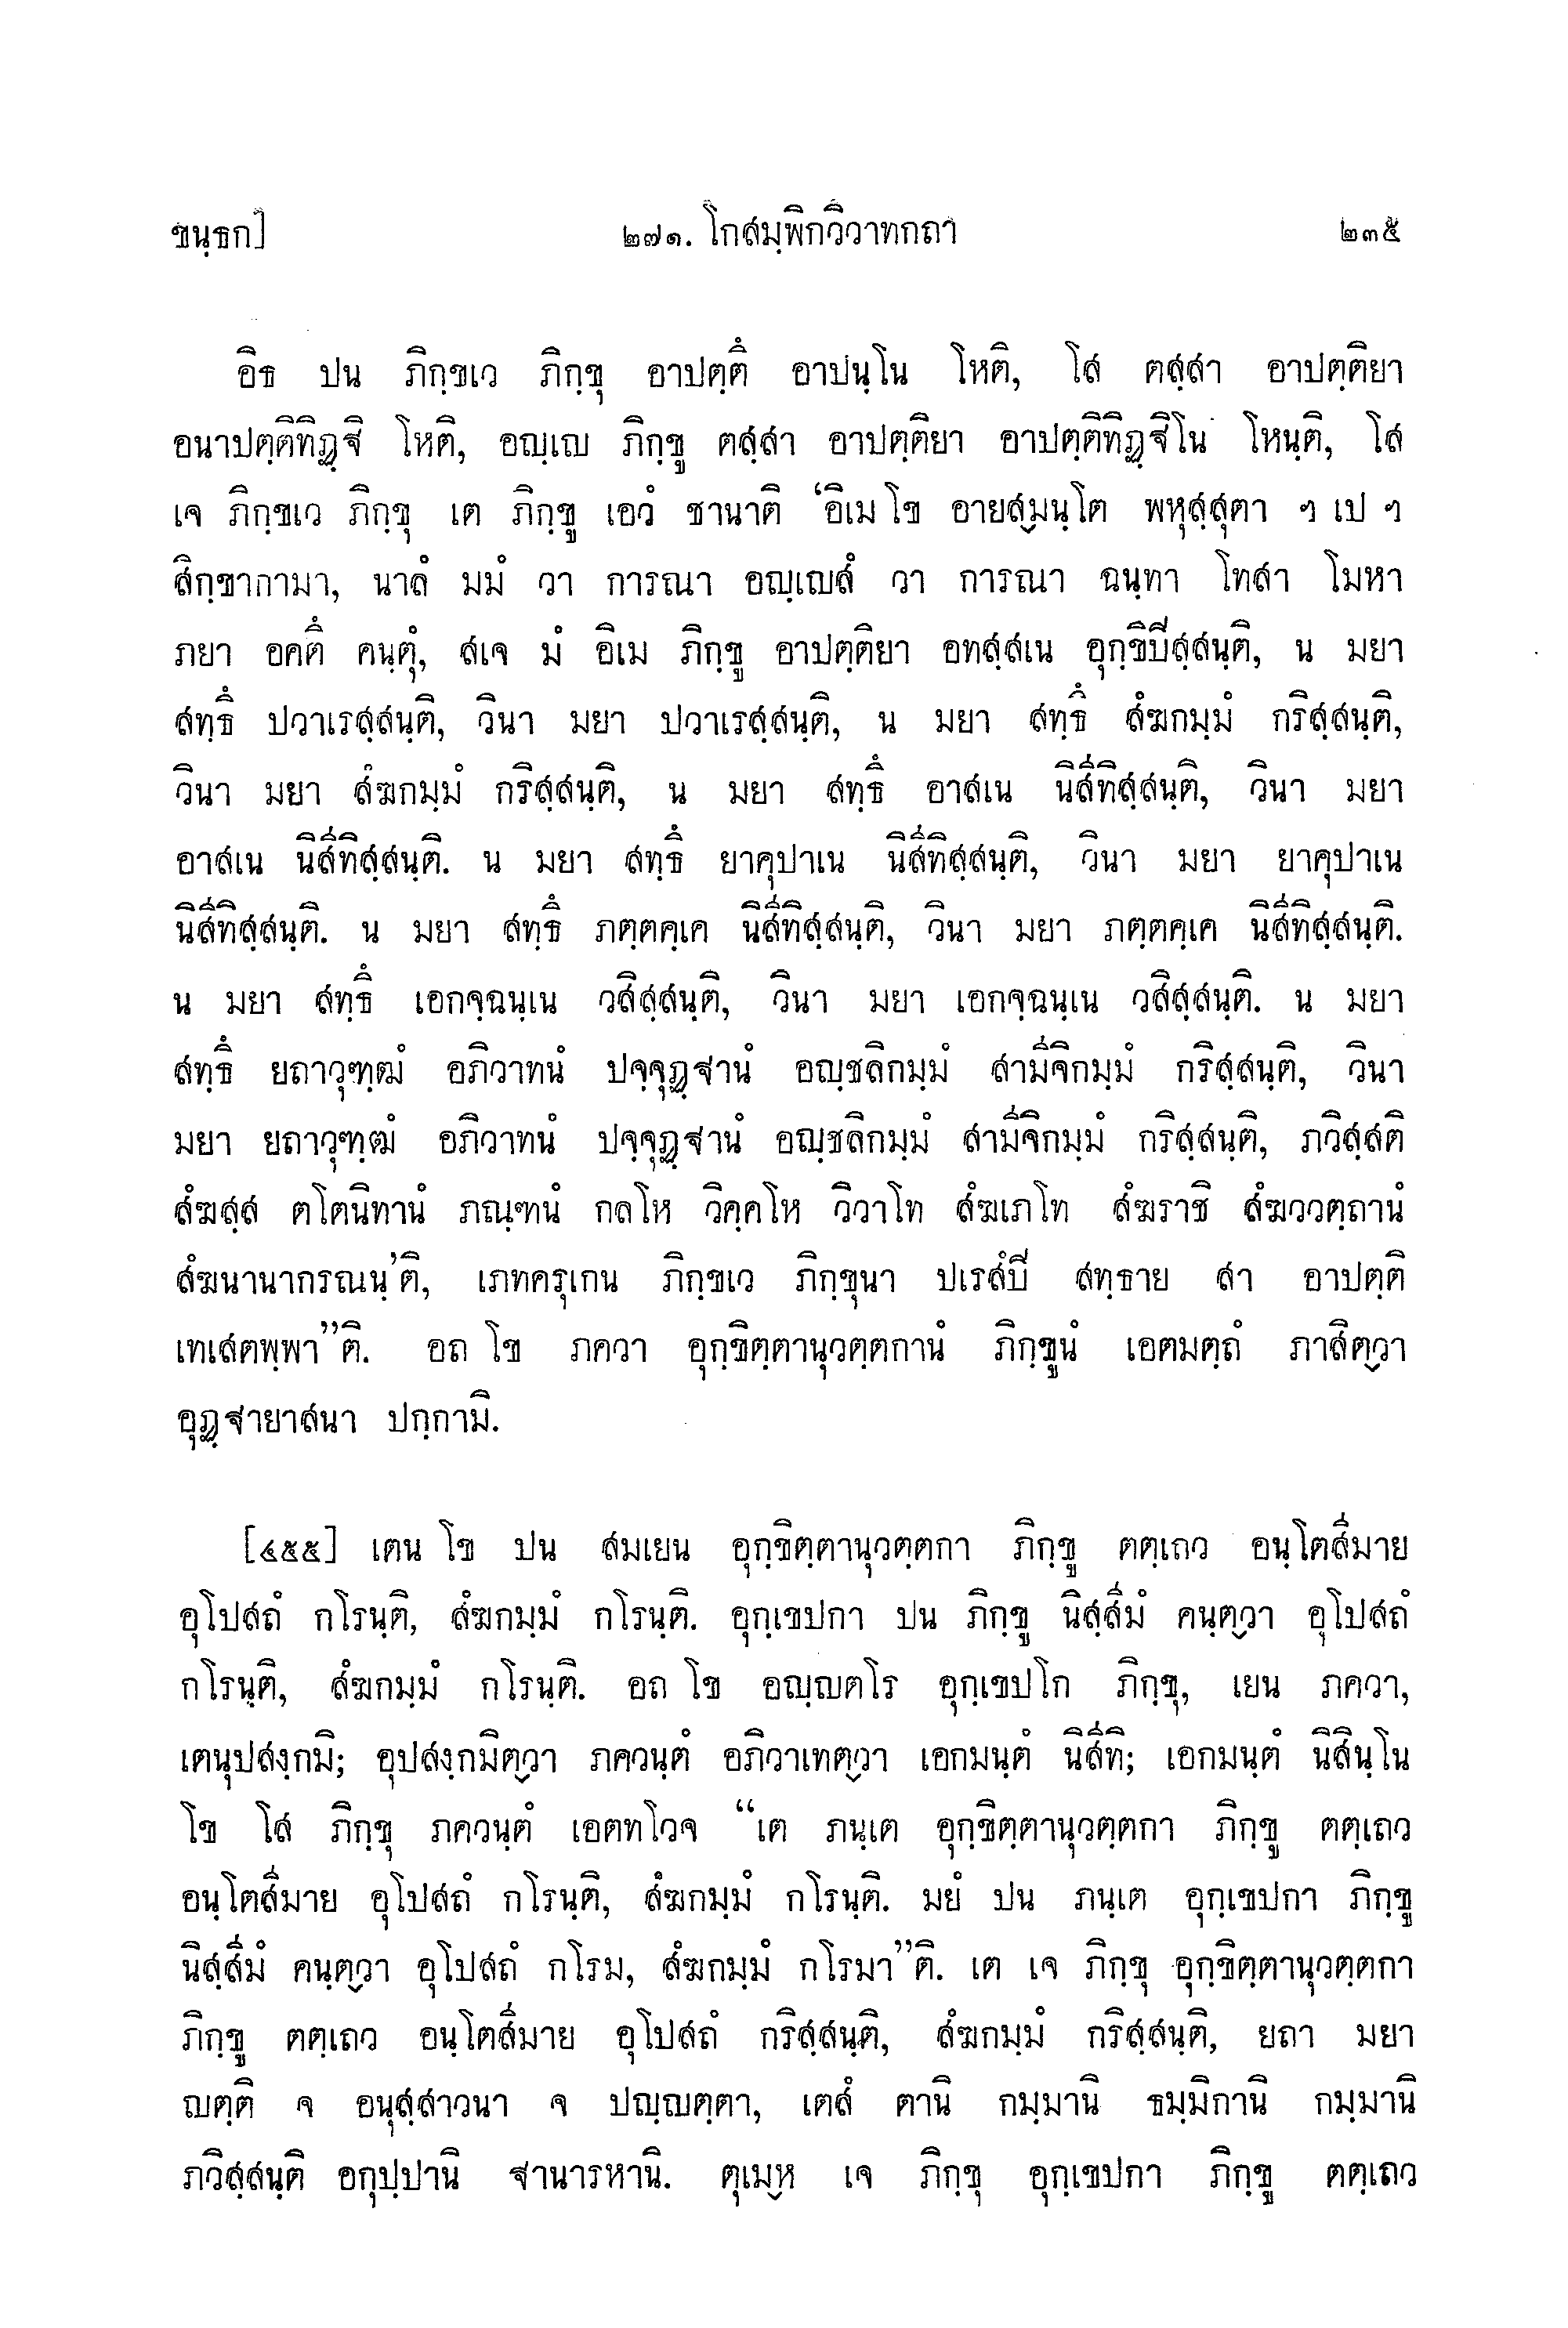 ขนฺธก]	๒๗๑. โกสมฺพิกวิวาทกถา	๒๓๕
อิธ ปน ภิกฺขเว ภิกฺขุ อาปตฺตึ อาปนฺโน โหติ, โส ตสฺสา อาปตฺติยา
อนาปตฺติทิฏฺฐิ โหติ, อญฺเญ ภิกฺขู ตสฺสา อาปตฺติยา อาปตฺติทิฏฺฐิโน โหนฺติ, โส
เจ ภิกฺขเว ภิกฺขุ เต ภิกฺขู เอวํ ชานาติ ‘อิเม โข อายสฺมนฺโต พหุสฺสุตา ฯ เป ฯ
สิกฺขากามา, นาลํ มมํ วา การณา อญฺเญสํ วา การณา ฉนฺทา โทสา โมหา
ภยา อคตึ คนฺตุํ, สเจ มํ อิเม ภิกฺขู อาปตฺติยา อทสฺสเน อุกฺขิปิสฺสนฺติ, น มยา
สทฺธึ ปวาเรสฺสนฺติ, วินา มยา ปวาเรสฺสนฺติ, น มยา สทฺธึ สํฆกมฺมํ กริสฺสนฺติ,
วินา มยา สํฆกมฺมํ กริสฺสนฺติ, น มยา สทฺธึ อาสเน นิสีทิสฺสนฺติ, วินา มยา
อาสเน นิสีทิสฺสนฺติ. น มยา สทฺธึ ยาคุปาเน นิสีทิสฺสนฺติ, วินา มยา ยาคุปาเน
นิสีทิสฺสนฺติ. น มยา สทฺธึ ภตฺตคฺเค นิสีทิสฺสนฺติ, วินา มยา ภตฺตคฺเค นิสีทิสฺสนฺติ.
น มยา สทฺธึ เอกจฺฉนฺเน วสิสฺสนฺติ, วินา มยา เอกจฺฉนฺเน วสิสฺสนฺติ. น มยา
สทฺธึ ยถาวุฑฺฒํ อภิวาทนํ ปจฺจุฏฺฐานํ อญฺชลิกมฺมํ สามีจิกมฺมํ กริสฺสนฺติ, วินา
มยา ยถาวุฑฺฒํ อภิวาทนํ ปจฺจุฏฺฐานํ อญฺชลิกมฺมํ สามีจิกมฺมํ กริสฺสนฺติ, ภวิสฺสติ
สํฆสฺส ตโตนิทานํ ภณฺฑนํ กลโห วิคฺคโห วิวาโท สํฆเภโท สํฆราชิ สํฆววตฺถานํ
สํฆนานากรณนฺ’ติ, เภทครุเกน ภิกฺขเว ภิกฺขุนา ปเรสํปิ สทฺธาย สา อาปตฺติ
เทเสตพฺพา”ติ. อถ โข ภควา อุกฺขิตฺตานุวตฺตกานํ ภิกฺขูนํ เอตมตฺถํ ภาสิตฺวา
อุฏฺฐายาสนา ปกฺกามิ.
[๔๕๕] เตน โข ปน สมเยน อุกฺขิตฺตานุวตฺตกา ภิกฺขู ตตฺเถว อนฺโตสีมาย
อุโปสถํ กโรนฺติ, สํฆกมฺมํ กโรนฺติ. อุกฺเขปกา ปน ภิกฺขู นิสฺสีมํ คนฺตฺวา อุโปสถํ
กโรนฺติ, สํฆกมฺมํ กโรนฺติ. อถ โข อญฺญตโร อุกฺเขปโก ภิกฺขุ, เยน ภควา,
เตนุปสงฺกมิ; อุปสงฺกมิตฺวา ภควนฺตํ อภิวาเทตฺวา เอกมนฺตํ นิสีทิ; เอกมนฺตํ นิสินฺโน
โข โส ภิกฺขุ ภควนฺตํ เอตทโวจ “เต ภนฺเต อุกฺขิตฺตานุวตฺตกา ภิกฺขู ตตฺเถว
อนฺโตสีมาย อุโปสถํ กโรนฺติ, สํฆกมฺมํ กโรนฺติ. มยํ ปน ภนฺเต อุกฺเขปกา ภิกฺขู
นิสฺสีมํ คนฺตฺวา อุโปสถํ กโรม, สํฆกมฺมํ กโรมา”ติ. เต เจ ภิกฺขุ อุกฺขิตฺตานุวตฺตกา
ภิกฺขู ตตฺเถว อนฺโตสีมาย อุโปสถํ กริสฺสนฺติ, สํฆกมฺมํ กริสฺสนฺติ, ยถา มยา
ญตฺติ จ อนุสฺสาวนา จ ปญฺญตฺตา, เตสํ ตานิ กมฺมานิ ธมฺมิกานิ กมฺมานิ
ภวิสฺสนฺติ อกุปฺปานิ ฐานารหานิ. ตุเมฺห เจ ภิกฺขุ อุกฺเขปกา ภิกฺขู ตตฺเถว